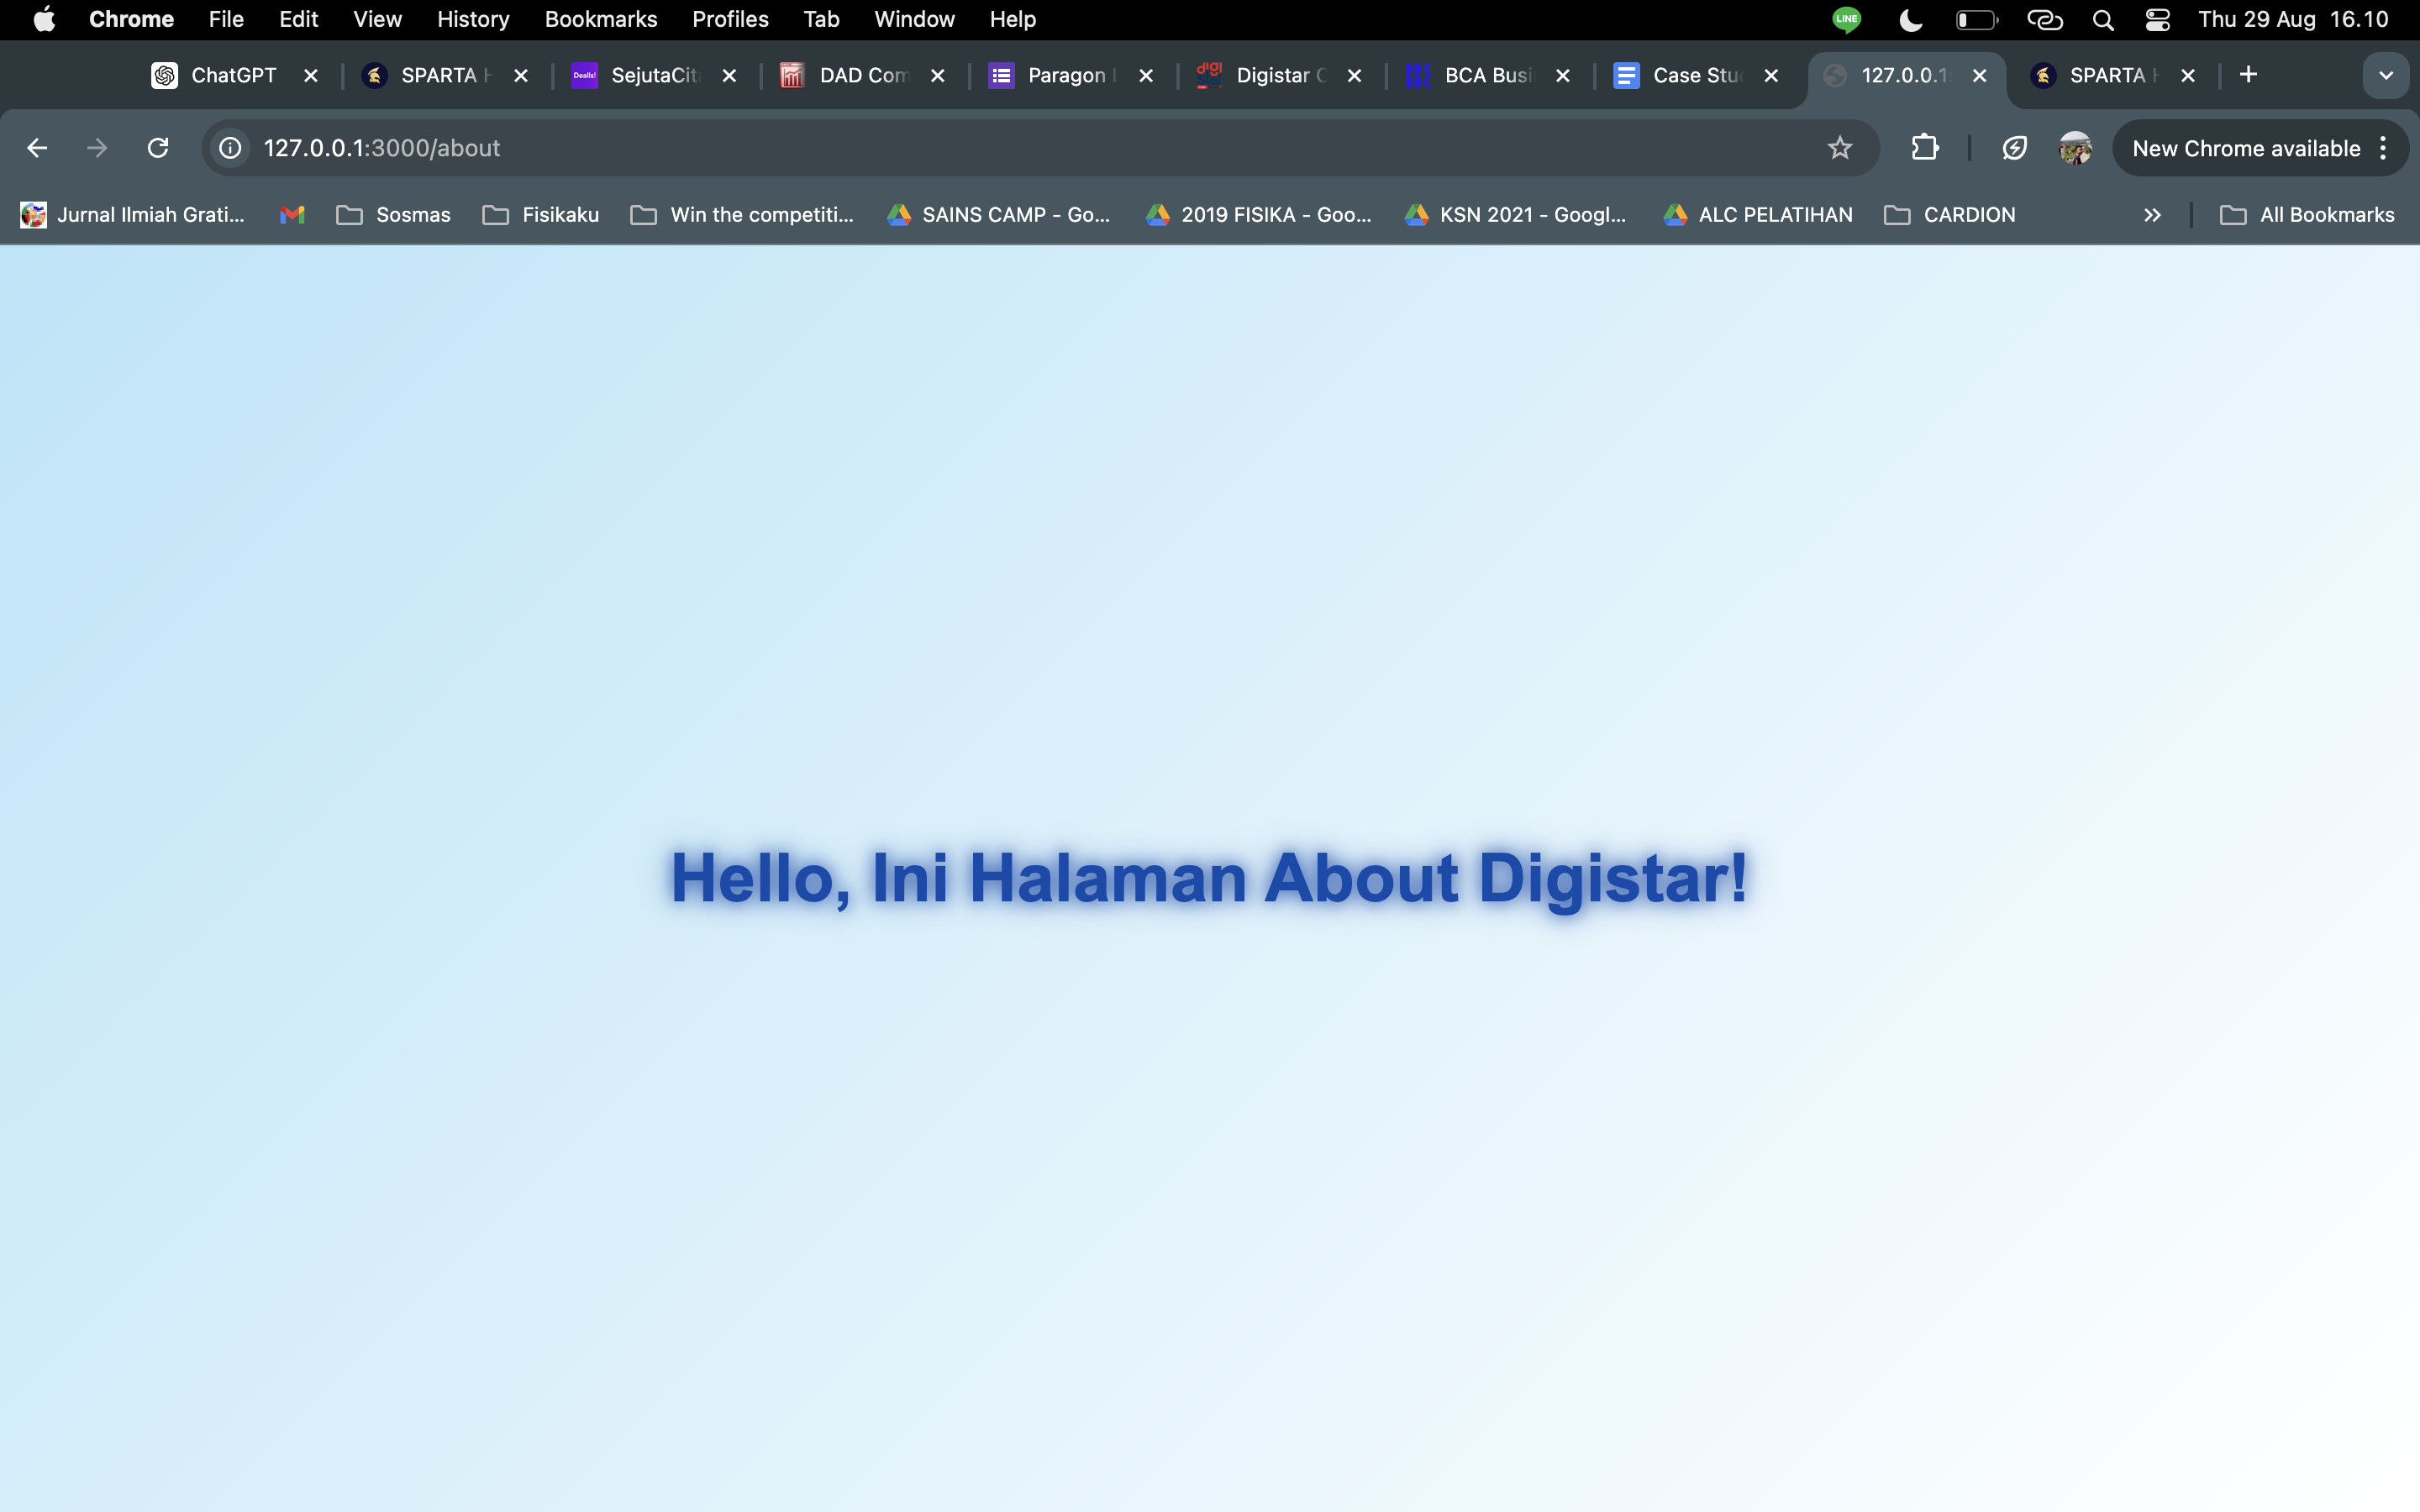 Chrome File Edit View History Bookmarks Profiles Tab Window Help LINE Thu 29 Aug 16.10
ChatGPT SPARTA H Dealls! SejutaCit DAD Com Paragon digi Digistar C BCA Busi Case Stu 127.0.0.1: SPARTA H
127.0.0.1:3000/about New Chrome available
Jurnal Ilmiah Grati... Sosmas Fisikaku Win the competiti... SAINS CAMP - Go... 2019 FISIKA - Goo... KSN 2021 - Googl... ALC PELATIHAN CARDION All Bookmarks
Hello, Ini Halaman About Digistar!